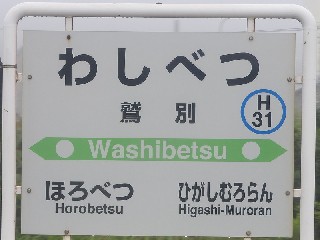 わしべつ
鷲別
H
31
Washibetsu
ほろべつ ひがしむろらん
Horobetsu Higashi-Muroran